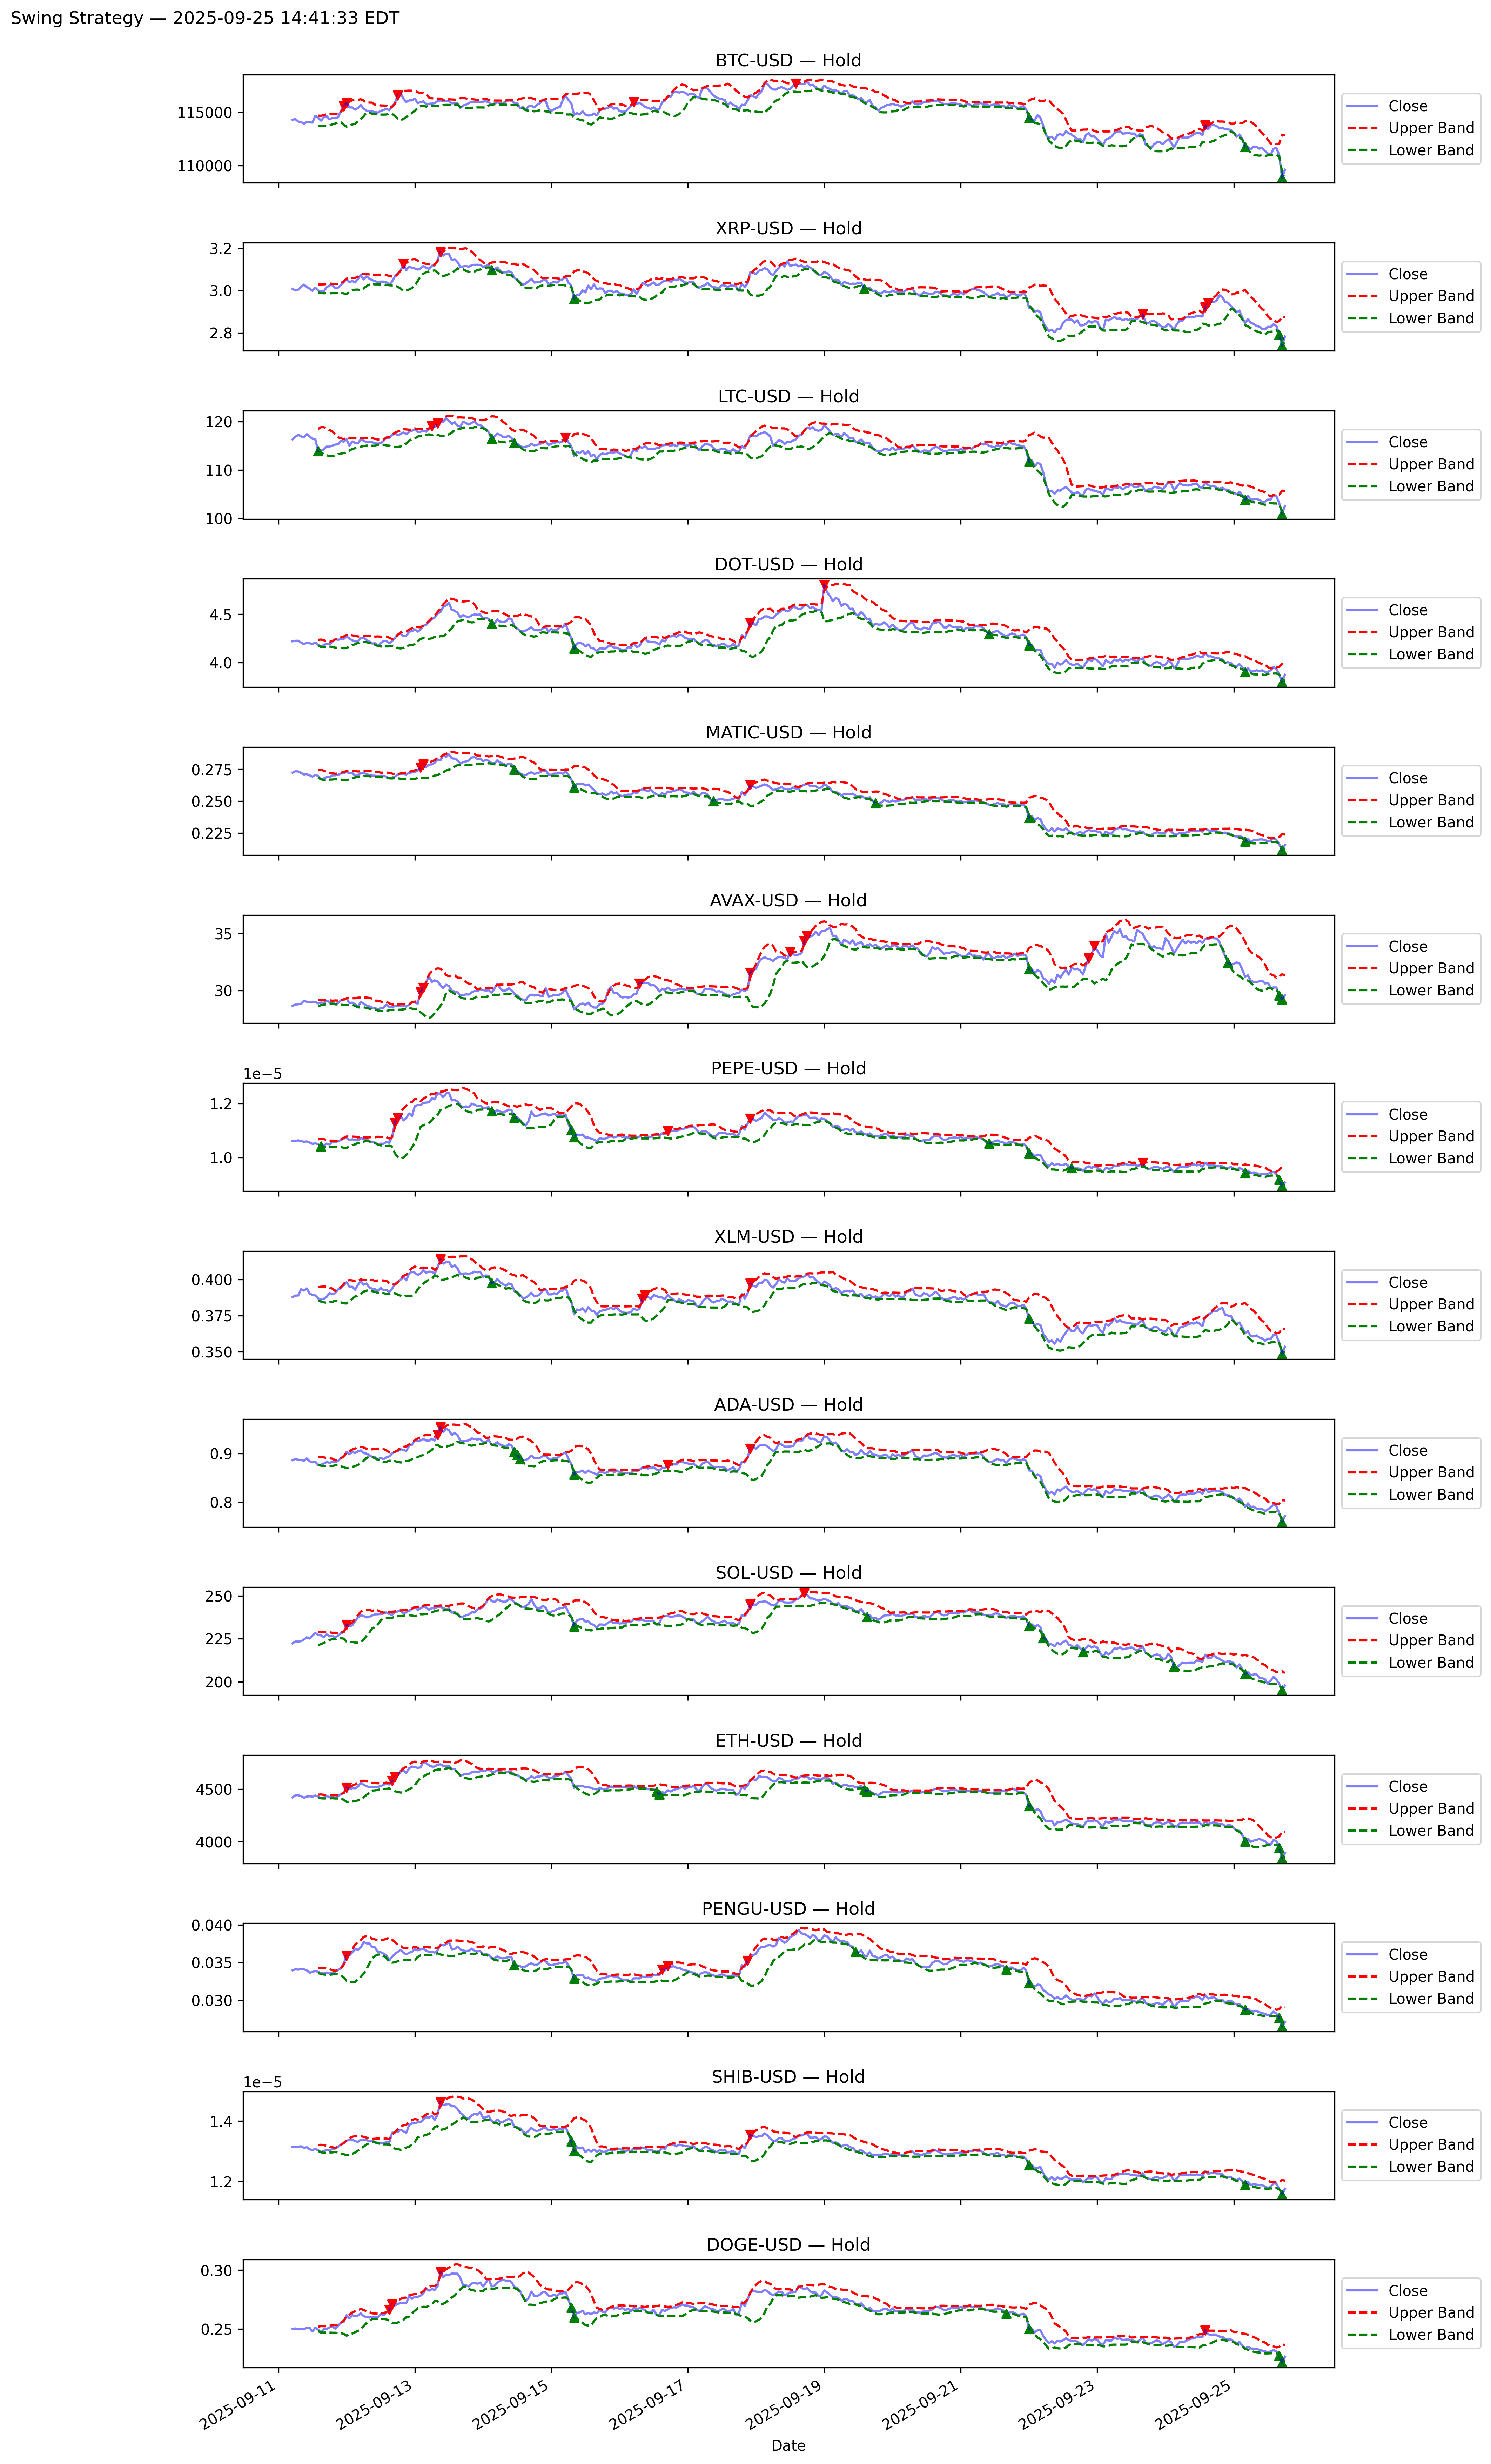 Swing Strategy — 2025-09-25 14:41:33 EDT
BTC-USD — Hold
115000
110000
Close
Upper Band
Lower Band
XRP-USD — Hold
3.2
3.0
2.8
Close
Upper Band
Lower Band
LTC-USD — Hold
120
110
100
Close
Upper Band
Lower Band
DOT-USD — Hold
4.5
4.0
Close
Upper Band
Lower Band
MATIC-USD — Hold
0.275
0.250
0.225
Close
Upper Band
Lower Band
AVAX-USD — Hold
35
30
Close
Upper Band
Lower Band
PEPE-USD — Hold
1e−5
1.2
1.0
Close
Upper Band
Lower Band
XLM-USD — Hold
0.400
0.375
0.350
Close
Upper Band
Lower Band
ADA-USD — Hold
0.9
0.8
Close
Upper Band
Lower Band
SOL-USD — Hold
250
225
200
Close
Upper Band
Lower Band
ETH-USD — Hold
4500
4000
Close
Upper Band
Lower Band
PENGU-USD — Hold
0.040
0.035
0.030
Close
Upper Band
Lower Band
SHIB-USD — Hold
1e−5
1.4
1.2
Close
Upper Band
Lower Band
DOGE-USD — Hold
0.30
0.25
Close
Upper Band
Lower Band
2025-09-11
2025-09-13
2025-09-15
2025-09-17
2025-09-19
2025-09-21
2025-09-23
2025-09-25
Date